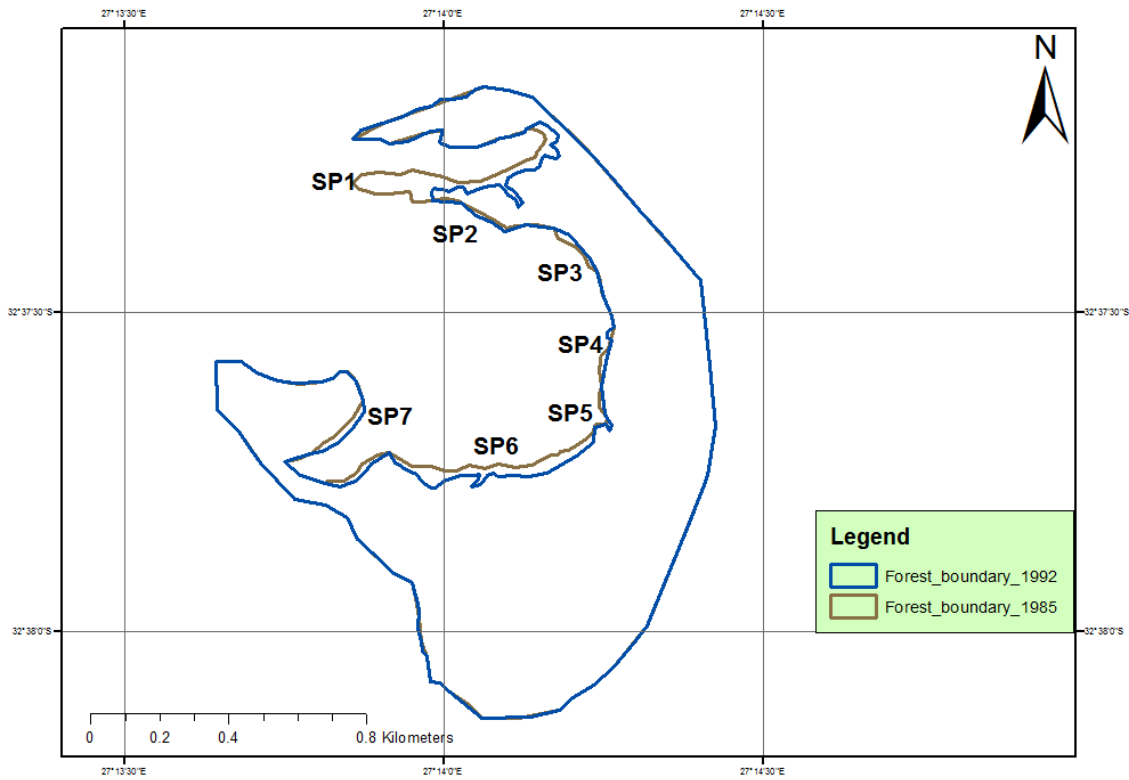 27°13'30"E 27°14'0"E 27°14'30"E
N
SP1
SP2
SP3
32°37'30"S 32°37'30"S
SP4
SP5
SP7
SP6
Legend
Forest_boundary_1992
Forest_boundary_1985
32°38'0"S 32°38'0"S
0 0.2 0.4 0.8 Kilometers
27°13'30"E 27°14'0"E 27°14'30"E